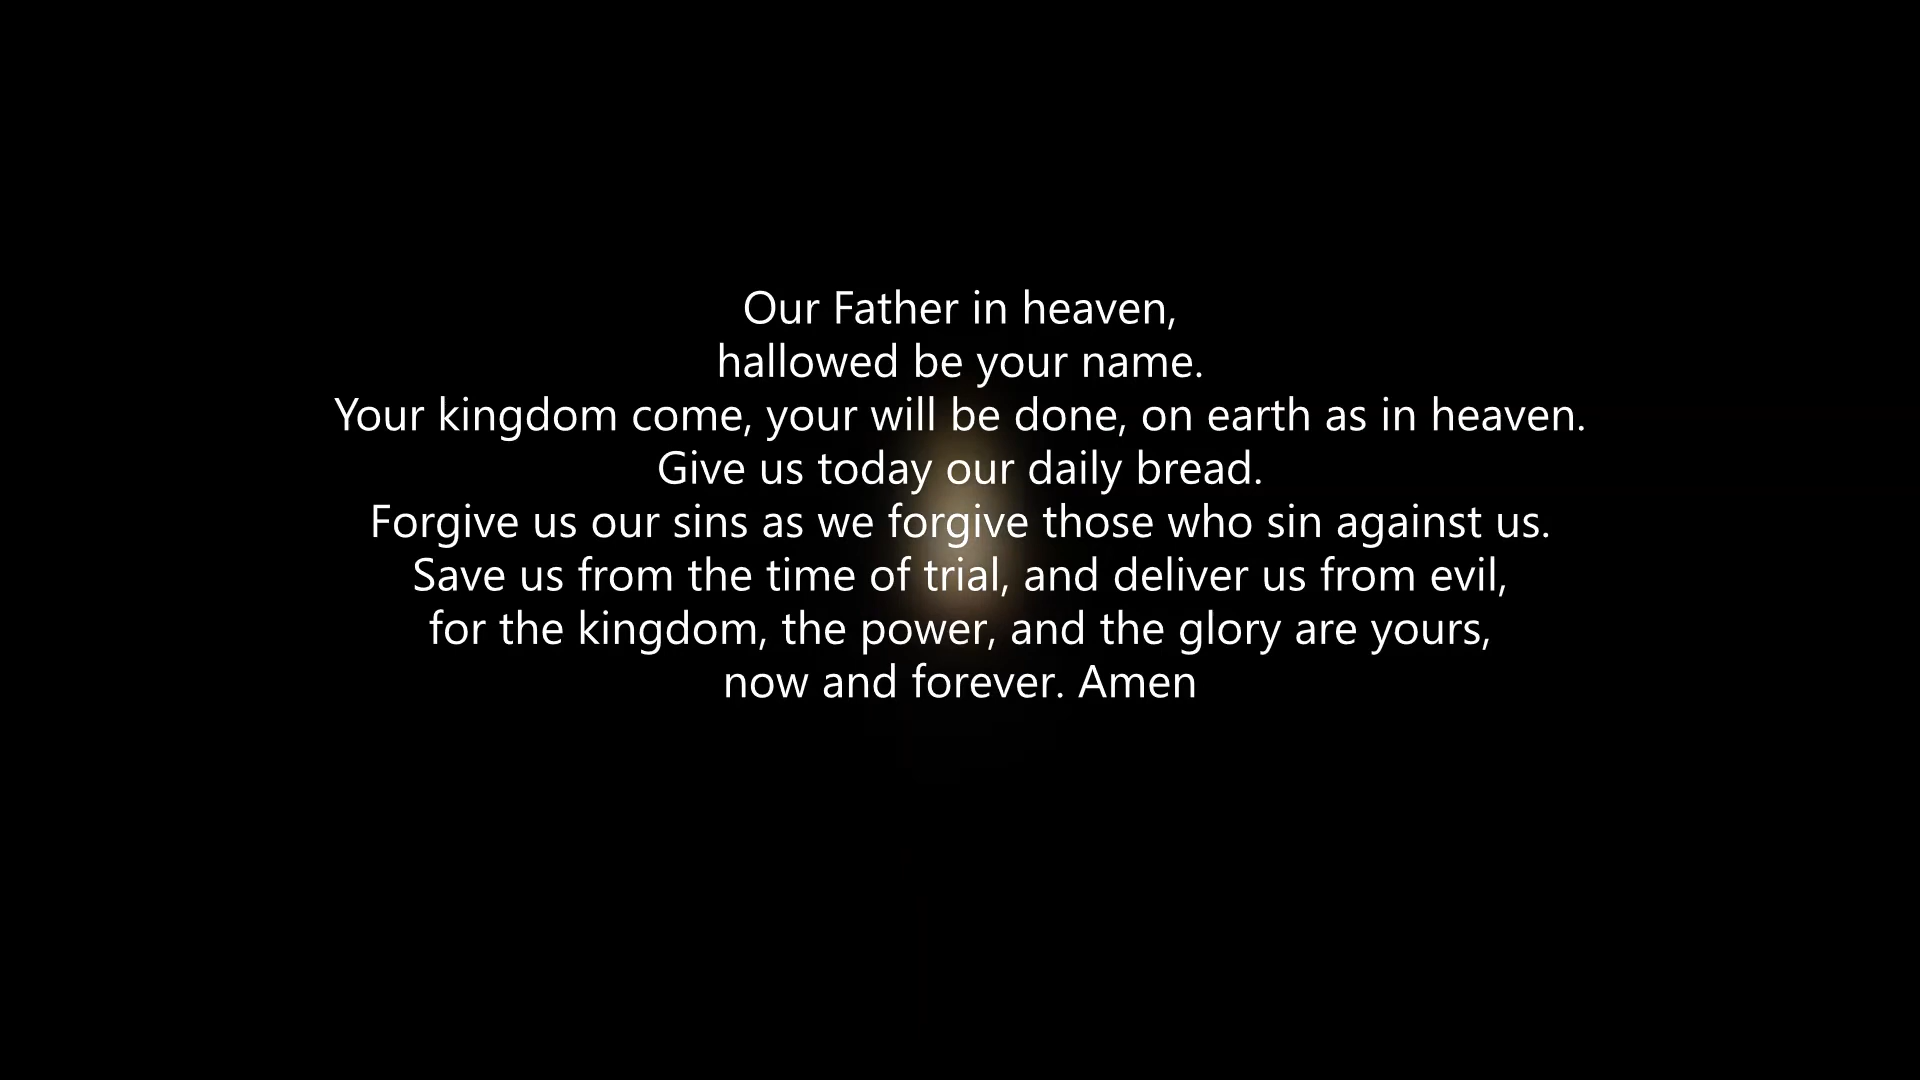 Our Father in heaven,
hallowed be your name.
Your kingdom come, your will be done, on earth as in heaven.
Give us today our daily bread.
Forgive us our sins as we forgive those who sin against us.
Save us from the time of trial, and deliver us from evil,
for the kingdom, the power, and the glory are yours,
now and forever. Amen